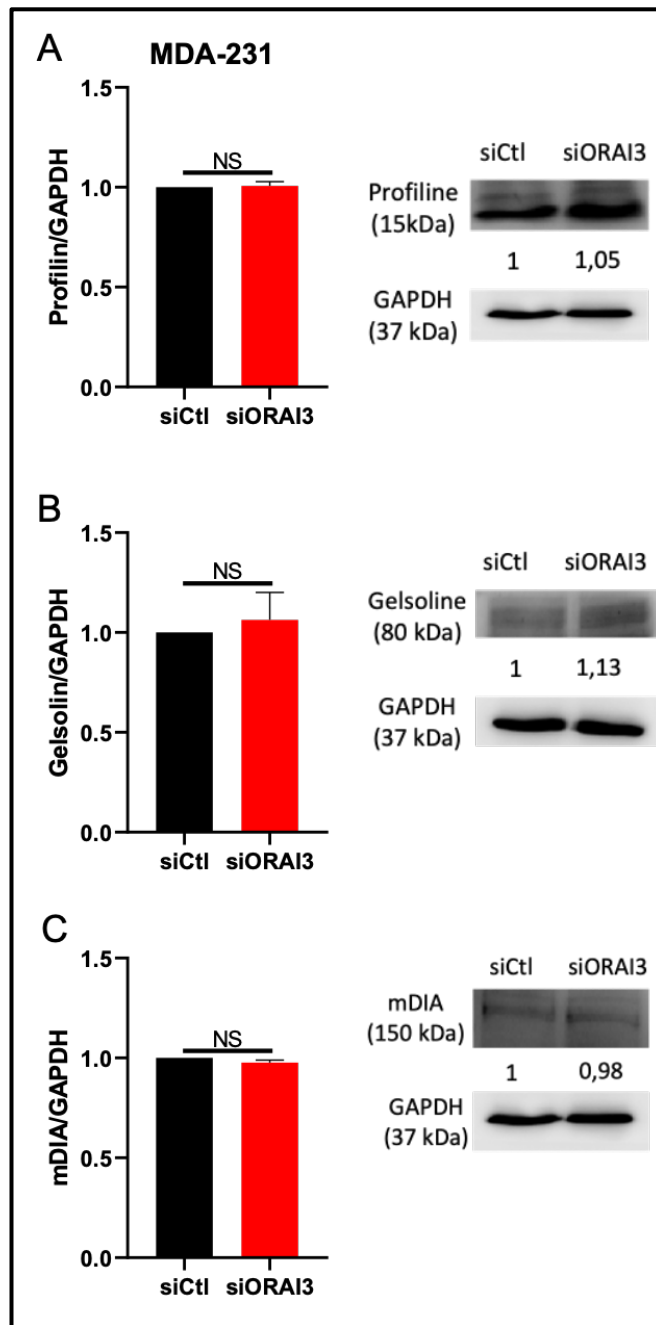 A
MDA-231
Profilin/GAPDH
1.5
1.0
0.5
0.0
NS
siCtl siORAI3
siCtl siORAI3
Profiline
(15kDa)
1 1,05
GAPDH
(37 kDa)
B
Gelsolin/GAPDH
1.5
1.0
0.5
0.0
NS
siCtl siORAI3
siCtl siORAI3
Gelsoline
(80 kDa)
1 1,13
GAPDH
(37 kDa)
C
mDIA/GAPDH
1.5
1.0
0.5
0.0
NS
siCtl siORAI3
siCtl siORAI3
mDIA
(150 kDa)
1 0,98
GAPDH
(37 kDa)